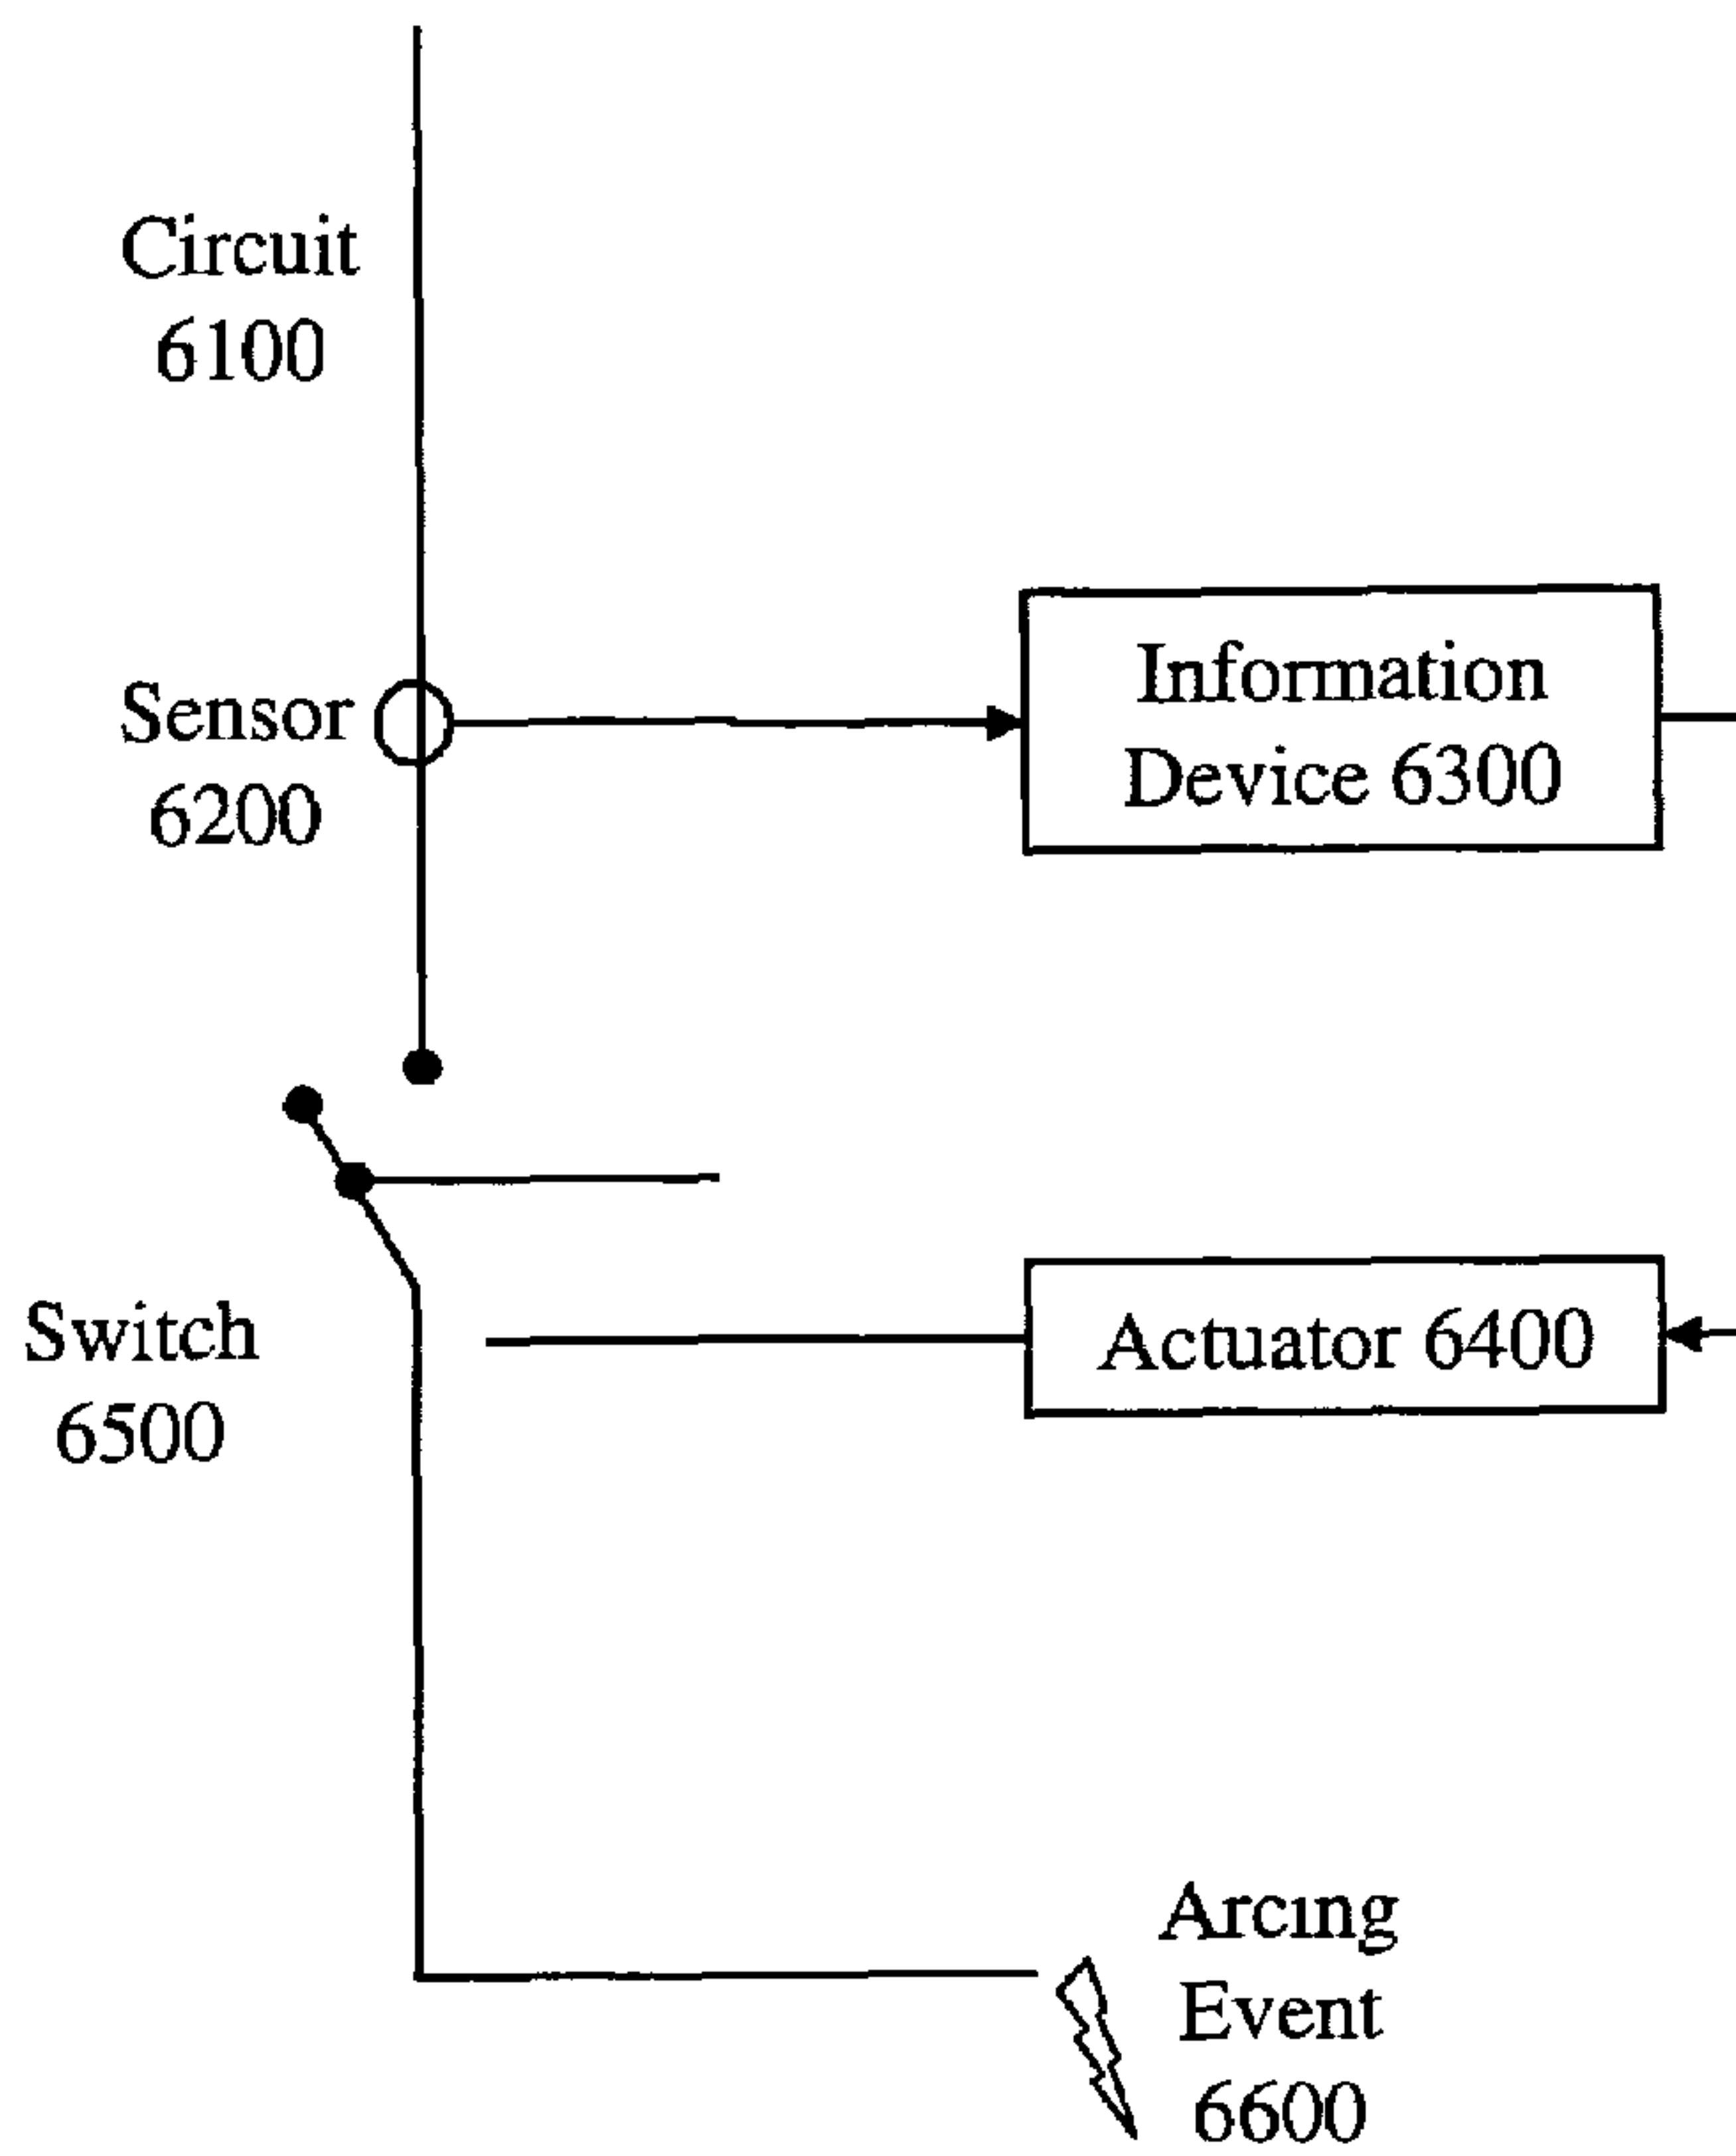 Circuit
6100
Sensor
6200
Information
Device 6300
Switch
6500
Actuator 6400
Arcing
Event
6600